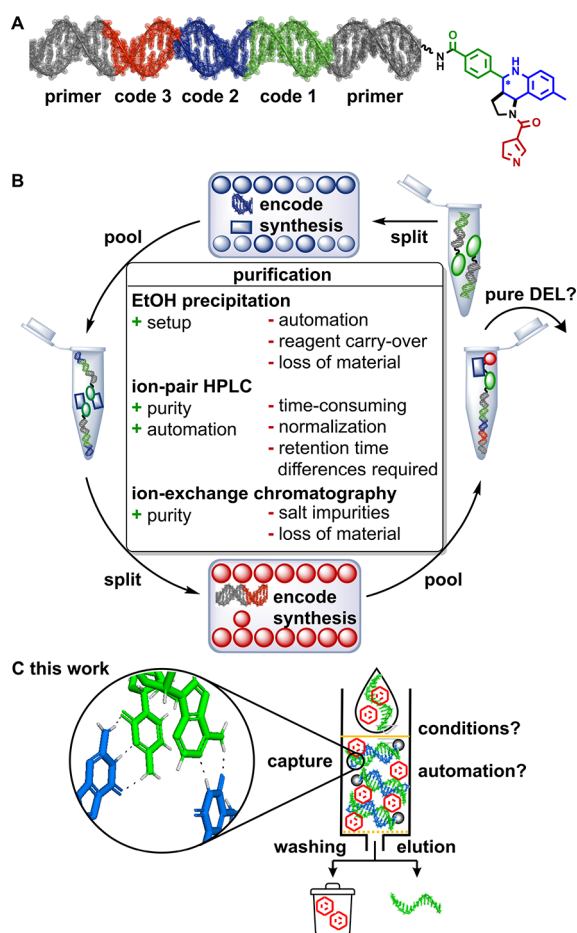 A
primer code 3 code 2 code 1 primer
O
N
H
H
N
*
N
O
N
B
encode
synthesis
pool
split
pure DEL?
purification
EtOH precipitation
+ setup
- automation
- reagent carry-over
- loss of material
ion-pair HPLC
+ purity
+ automation
- time-consuming
- normalization
- retention time
differences required
ion-exchange chromatography
+ purity
- salt impurities
- loss of material
split
encode
synthesis
pool
C this work
capture
conditions?
automation?
washing
elution